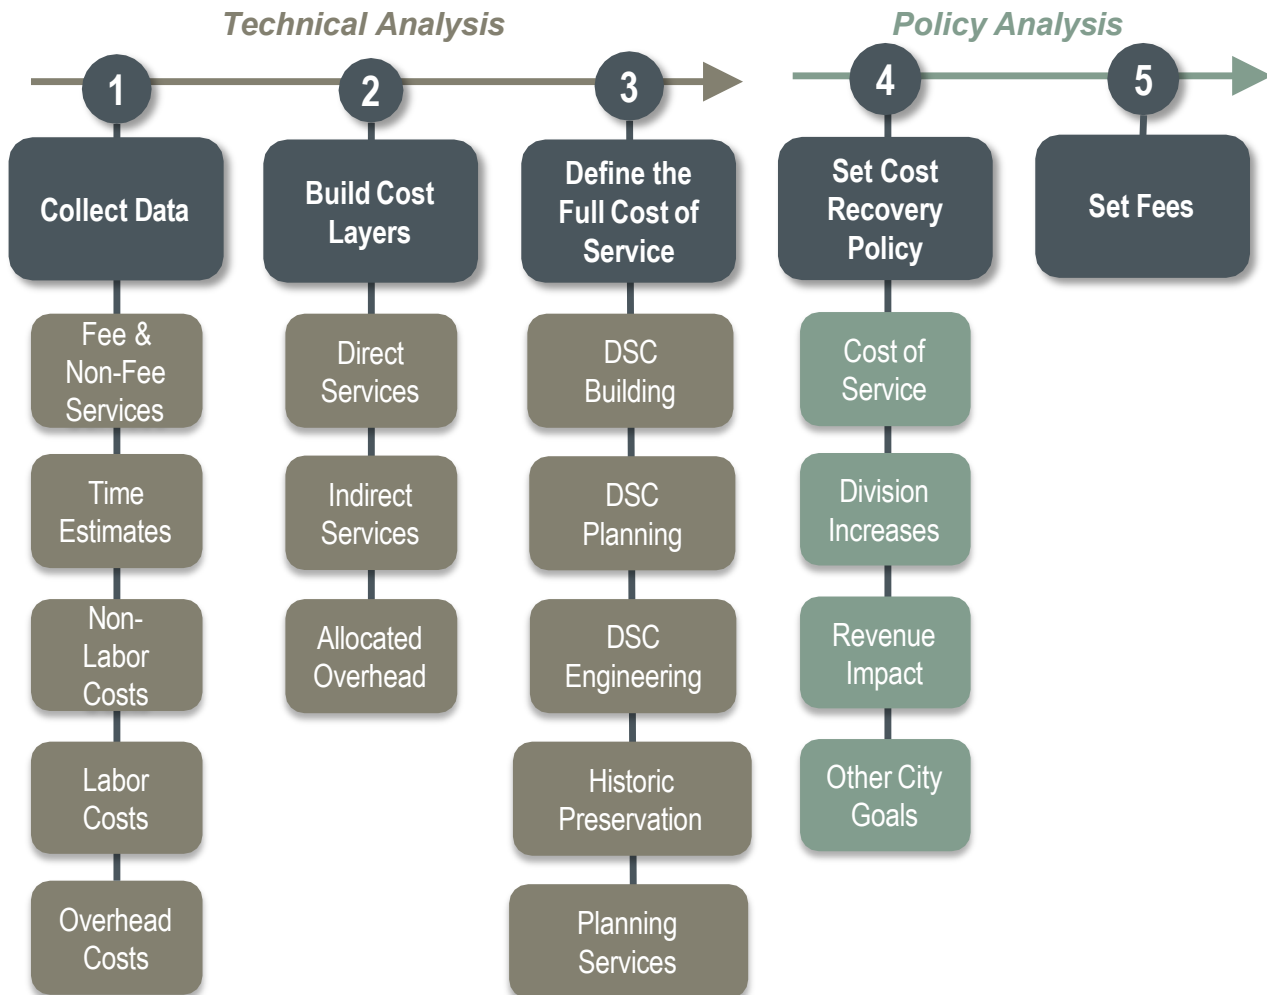 Technical Analysis
Policy Analysis
1
2
3
4
5
Collect Data
Build Cost
Layers
Define the
Full Cost of
Service
Set Cost
Recovery
Policy
Set Fees
Fee &
Non-Fee
Services
Time
Estimates
Non-
Labor
Costs
Labor
Costs
Overhead
Costs
Direct
Services
Indirect
Services
Allocated
Overhead
DSC
Building
DSC
Planning
DSC
Engineering
Historic
Preservation
Planning
Services
Cost of
Service
Division
Increases
Revenue
Impact
Other City
Goals